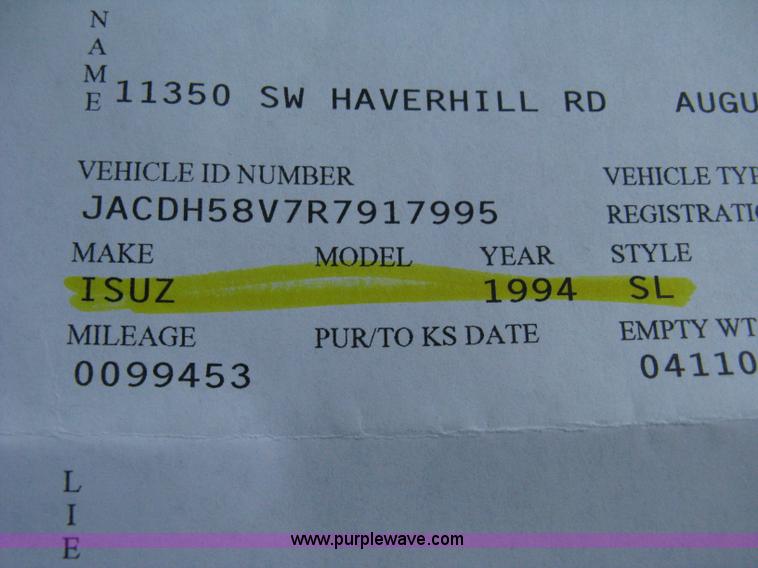 NAME
11350 SW HAVERHILL RD AUGU
VEHICLE ID NUMBER VEHICLE TYP
JACDH58V7R7917995 REGISTRATI
MAKE MODEL YEAR STYLE
ISUZ 1994 SL
MILEAGE PUR/TO KS DATE EMPTY WT
0099453 04110
LIE
www.purplewave.com